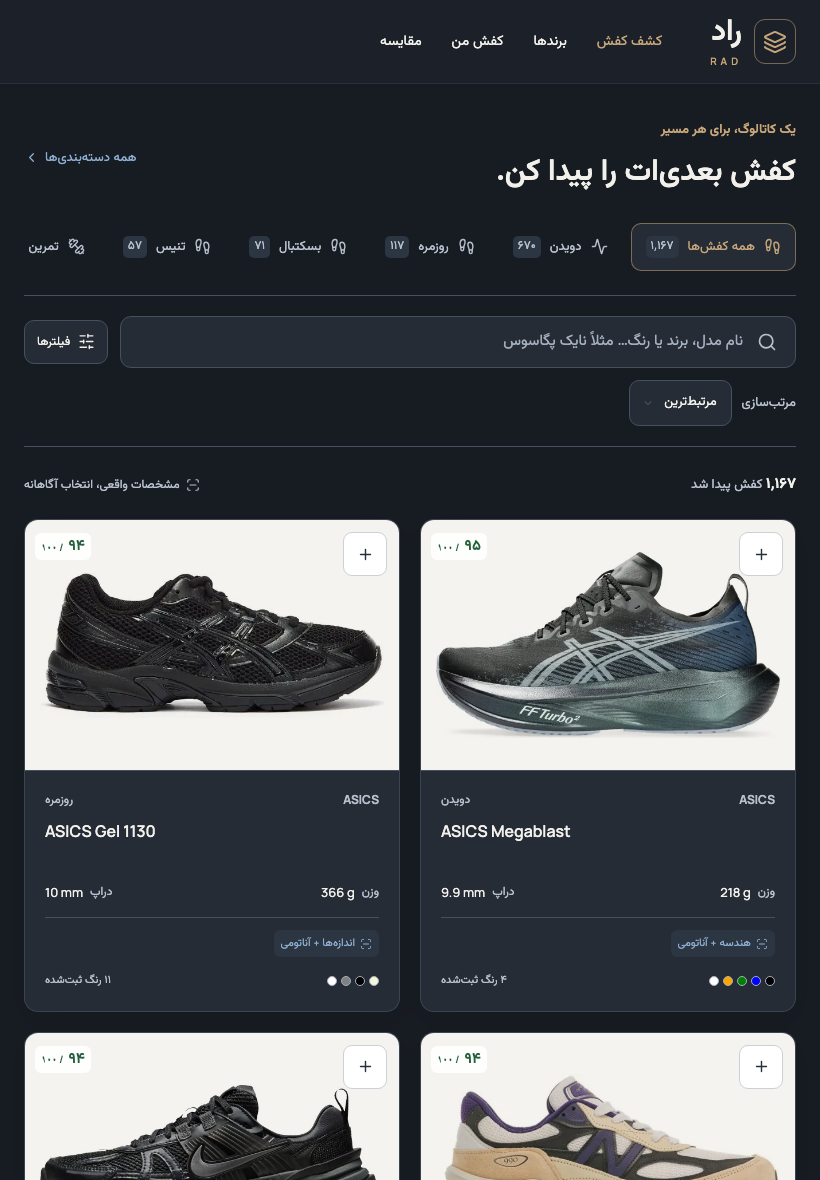 راد
RAD
کشف کفش
برندها
کفش من
مقایسه
یک کاتالوگ، برای هر مسیر
کفش بعدی‌ات را پیدا کن.
همه دسته‌بندی‌ها
همه کفش‌ها ۱,۱۶۷
دویدن ۶۷۰
روزمره ۱۱۷
بسکتبال ۷۱
تنیس ۵۷
تمرین
نام مدل، برند یا رنگ… مثلاً نایک پگاسوس
فیلترها
مرتب‌سازی
مرتبط‌ترین
۱,۱۶۷ کفش پیدا شد
مشخصات واقعی، انتخاب آگاهانه
+
۹۵ / ۱۰۰
FF Turbo²
ASICS
دویدن
ASICS Megablast
وزن 218 g
دراپ 9.9 mm
هندسه + آناتومی
۴ رنگ ثبت‌شده
+
۹۴ / ۱۰۰
ASICS
روزمره
ASICS Gel 1130
وزن 366 g
دراپ 10 mm
اندازه‌ها + آناتومی
۱۱ رنگ ثبت‌شده
+
۹۴ / ۱۰۰
N
990
+
۹۴ / ۱۰۰